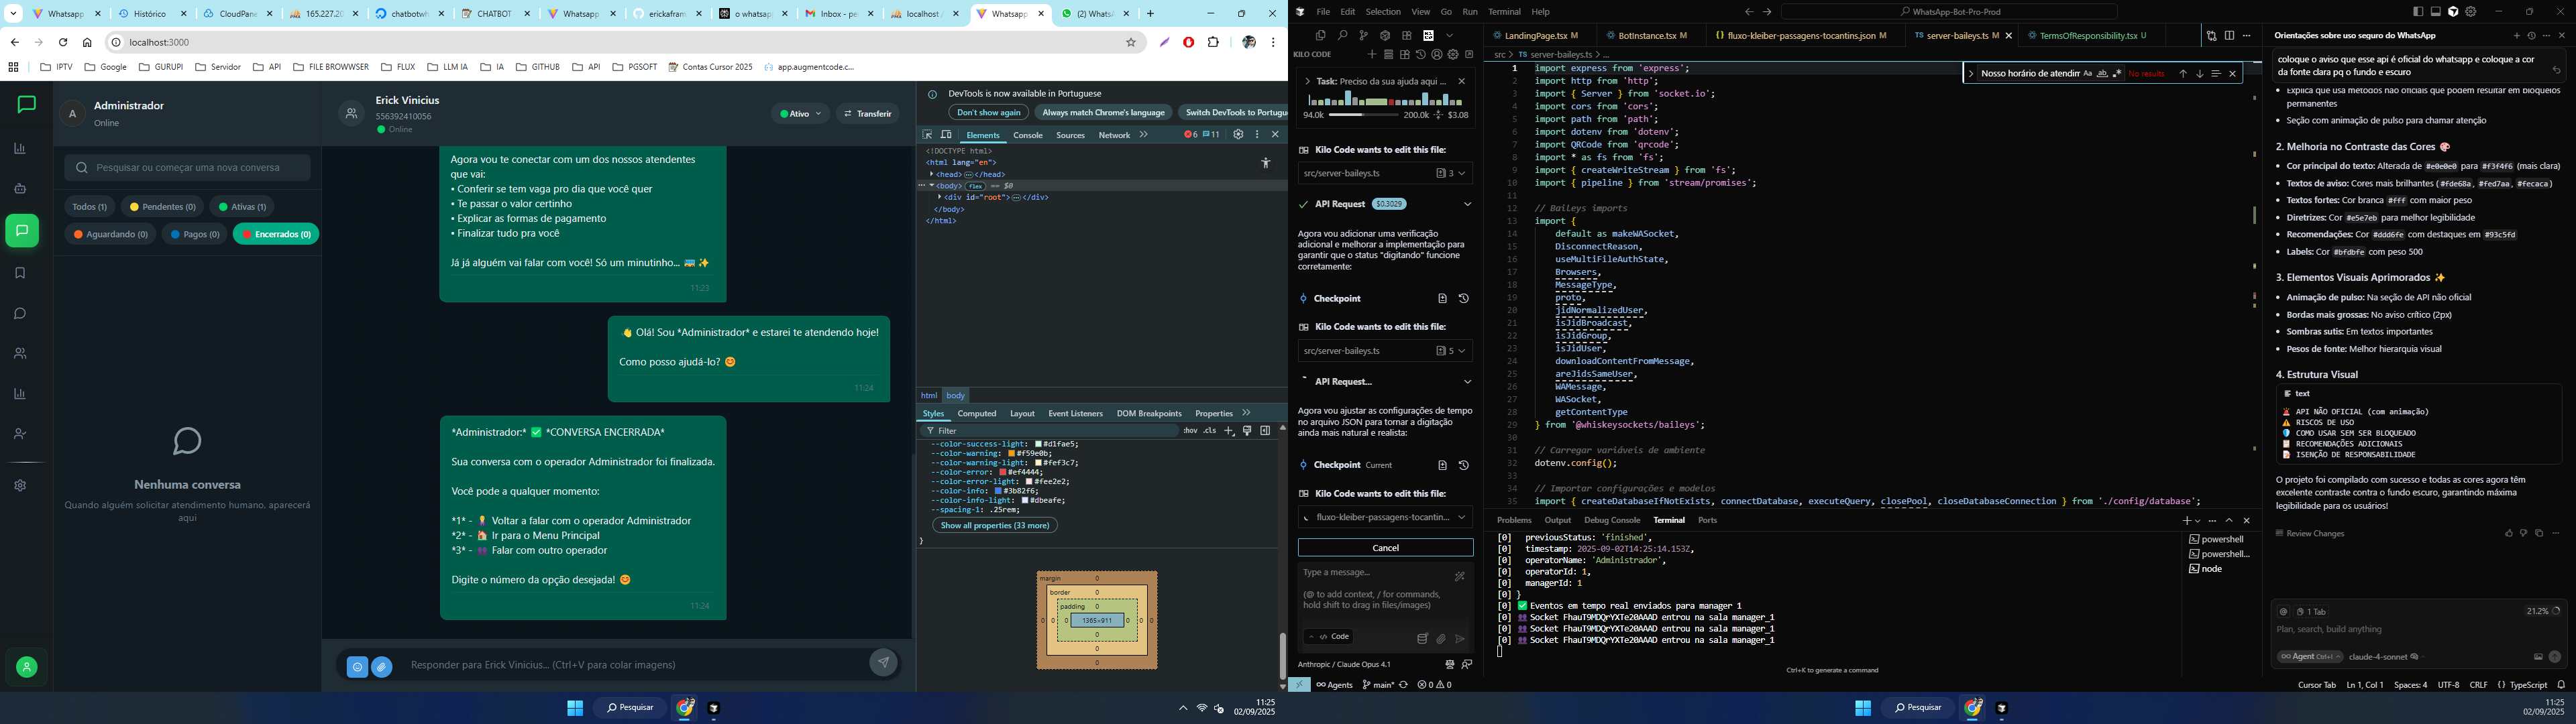 Whatsapp
Histórico
CloudPane
165.227.20
chatbotwh
CHATBOT
Whatsapp
erickafram
o whatsap
Inbox - pe
localhost /
Whatsapp
(2) Whats
localhost:3000
IPTV
Google
GURUPI
Servidor
API
FILE BROWWSER
FLUX
LLM IA
IA
GITHUB
API
PGSOFT
Contas Cursor 2025
app.augmentcode.c...
A
Administrador
Online
Pesquisar ou começar uma nova conversa
Todos (1)
Pendentes (0)
Ativas (1)
Aguardando (0)
Pagos (0)
Encerrados (0)
Nenhuma conversa
Quando alguém solicitar atendimento humano, aparecerá
aqui
Erick Vinicius
556392410056
Online
Ativo
Transferir
Agora vou te conectar com um dos nossos atendentes
que vai:
• Conferir se tem vaga pro dia que você quer
• Te passar o valor certinho
• Explicar as formas de pagamento
• Finalizar tudo pra você
Já já alguém vai falar com você! Só um minutinho... 🚌 ✨
11:23
👋 Olá! Sou *Administrador* e estarei te atendendo hoje!
Como posso ajudá-lo? 😊
11:24
*Administrador:* ✅ *CONVERSA ENCERRADA*
Sua conversa com o operador Administrador foi finalizada.
Você pode a qualquer momento:
*1* - Voltar a falar com o operador Administrador
*2* - 🏠 Ir para o Menu Principal
*3* - 👥 Falar com outro operador
Digite o número da opção desejada! 😊
11:24
Responder para Erick Vinicius... (Ctrl+V para colar imagens)
DevTools is now available in Portuguese
Don't show again
Always match Chrome's language
Switch DevTools to Portugue
Elements
Console
Sources
Network
6
11
<!DOCTYPE html>
<html lang="en">
<head> </head>
<body> flex == $0
<div id="root"> </div>
</body>
</html>
html
body
Styles
Computed
Layout
Event Listeners
DOM Breakpoints
Properties
Filter
:hov .cls
--color-success-light: #d1fae5;
--color-warning: #f59e0b;
--color-warning-light: #fef3c7;
--color-error: #ef4444;
--color-error-light: #fee2e2;
--color-info: #3b82f6;
--color-info-light: #dbeafe;
--spacing-1: .25rem;
Show all properties (33 more)
}
margin
0
border
0
padding
0
0 0 0 1365×911 0 0 0
0
0
0
Pesquisar
11:25
02/09/2025
File Edit Selection View Go Run Terminal Help
WhatsApp-Bot-Pro-Prod
KILO CODE
Task: Preciso da sua ajuda aqui ...
94.0k
200.0k
$3.08
Kilo Code wants to edit this file:
src/server-baileys.ts
3
API Request
$0.3029
Agora vou adicionar uma verificação
adicional e melhorar a implementação para
garantir que o status "digitando" funcione
corretamente:
Checkpoint
Kilo Code wants to edit this file:
src/server-baileys.ts
5
API Request...
Agora vou ajustar as configurações de tempo
no arquivo JSON para tornar a digitação
ainda mais natural e realista:
Checkpoint Current
Kilo Code wants to edit this file:
fluxo-kleiber-passagens-tocantin...
Cancel
Type a message...
(@ to add context, / for commands,
hold shift to drag in files/images)
Code
Anthropic / Claude Opus 4.1
LandingPage.tsx M
BotInstance.tsx M
fluxo-kleiber-passagens-tocantins.json M
server-baileys.ts M
TermsOfResponsibility.tsx U
src > TS server-baileys.ts > ...
Nosso horário de atendim
No results
1 import express from 'express';
2 import http from 'http';
3 import { Server } from 'socket.io';
4 import cors from 'cors';
5 import path from 'path';
6 import dotenv from 'dotenv';
7 import QRCode from 'qrcode';
8 import * as fs from 'fs';
9 import { createWriteStream } from 'fs';
10 import { pipeline } from 'stream/promises';
11
12 // Baileys imports
13 import {
14 default as makeWASocket,
15 DisconnectReason,
16 useMultiFileAuthState,
17 Browsers,
18 MessageType,
19 proto,
20 jidNormalizedUser,
21 isJidBroadcast,
22 isJidGroup,
23 isJidUser,
24 downloadContentFromMessage,
25 areJidsSameUser,
26 WAMessage,
27 WASocket,
28 getContentType
29 } from '@whiskeysockets/baileys';
30
31 // Carregar variáveis de ambiente
32 dotenv.config();
33
34 // Importar configurações e modelos
35 import { createDatabaseIfNotExists, connectDatabase, executeQuery, closePool, closeDatabaseConnection } from './config/database';
Problems
Output
Debug Console
Terminal
Ports
[0] previousStatus: 'finished',
[0] timestamp: 2025-09-02T14:25:14.153Z,
[0] operatorName: 'Administrador',
[0] operatorId: 1,
[0] managerId: 1
[0] }
[0] ✅ Eventos em tempo real enviados para manager 1
[0] 👥 Socket FhauT9MDQrYXTe20AAAD entrou na sala manager_1
[0] 👥 Socket FhauT9MDQrYXTe20AAAD entrou na sala manager_1
[0] 👥 Socket FhauT9MDQrYXTe20AAAD entrou na sala manager_1
powershell
powershell...
node
Ctrl+K to generate a command
Orientações sobre uso seguro do WhatsApp
coloque o aviso que esse api é oficial do whatsapp e coloque a cor
da fonte clara pq o fundo e escuro
• Explica que usa métodos não oficiais que podem resultar em bloqueios
permanentes
• Seção com animação de pulso para chamar atenção
2. Melhoria no Contraste das Cores 🎨
• Cor principal do texto: Alterada de #e0e0e0 para #f3f4f6 (mais clara)
• Textos de aviso: Cores mais brilhantes (#fde68a, #fed7aa, #fecaca)
• Textos fortes: Cor branca #fff com maior peso
• Diretrizes: Cor #e5e7eb para melhor legibilidade
• Recomendações: Cor #ddd6fe com destaques em #93c5fd
• Labels: Cor #bfdbfe com peso 500
3. Elementos Visuais Aprimorados ✨
• Animação de pulso: Na seção de API não oficial
• Bordas mais grossas: No aviso crítico (2px)
• Sombras sutis: Em textos importantes
• Pesos de fonte: Melhor hierarquia visual
4. Estrutura Visual
text
🚨 API NÃO OFICIAL (com animação)
⚠️ RISCOS DE USO
🛡️ COMO USAR SEM SER BLOQUEADO
📋 RECOMENDAÇÕES ADICIONAIS
📝 ISENÇÃO DE RESPONSABILIDADE
O projeto foi compilado com sucesso e todas as cores agora têm
excelente contraste contra o fundo escuro, garantindo máxima
legibilidade para os usuários!
Review Changes
1 Tab
21.2%
Plan, search, build anything
Agent Ctrl+I
claude-4-sonnet
Agents
main*
0 0
Cursor Tab
Ln 1, Col 1
Spaces: 4
UTF-8
CRLF
{} TypeScript
Pesquisar
11:25
02/09/2025